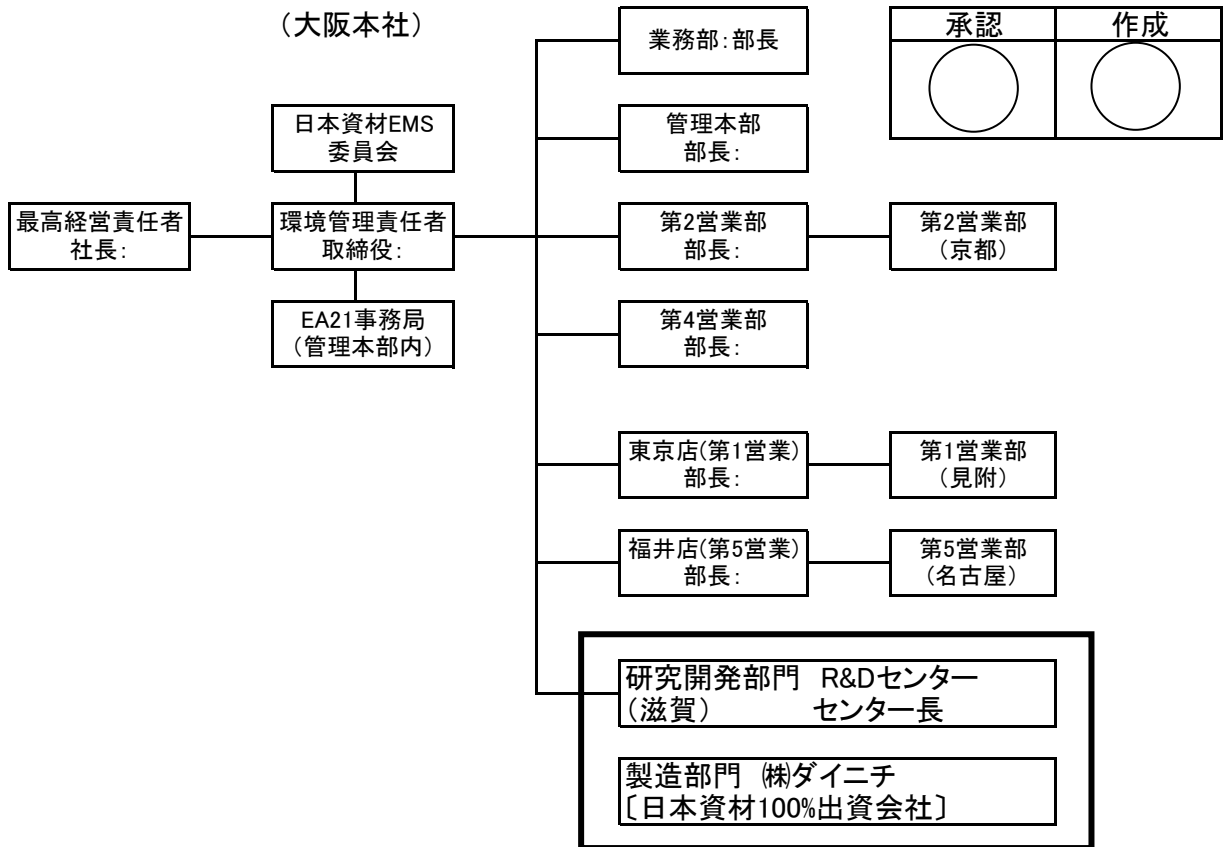 （大阪本社）
業務部：部長
承認
作成
日本資材EMS
委員会
管理本部
部長：
最高経営責任者
社長：
環境管理責任者
取締役：
第2営業部
部長：
第2営業部
（京都）
EA21事務局
（管理本部内）
第4営業部
部長：
東京店(第1営業)
部長：
第1営業部
（見附）
福井店(第5営業)
部長：
第5営業部
（名古屋）
研究開発部門　R&Dセンター
（滋賀）　　　センター長
製造部門　㈱ダイニチ
〔日本資材100%出資会社〕